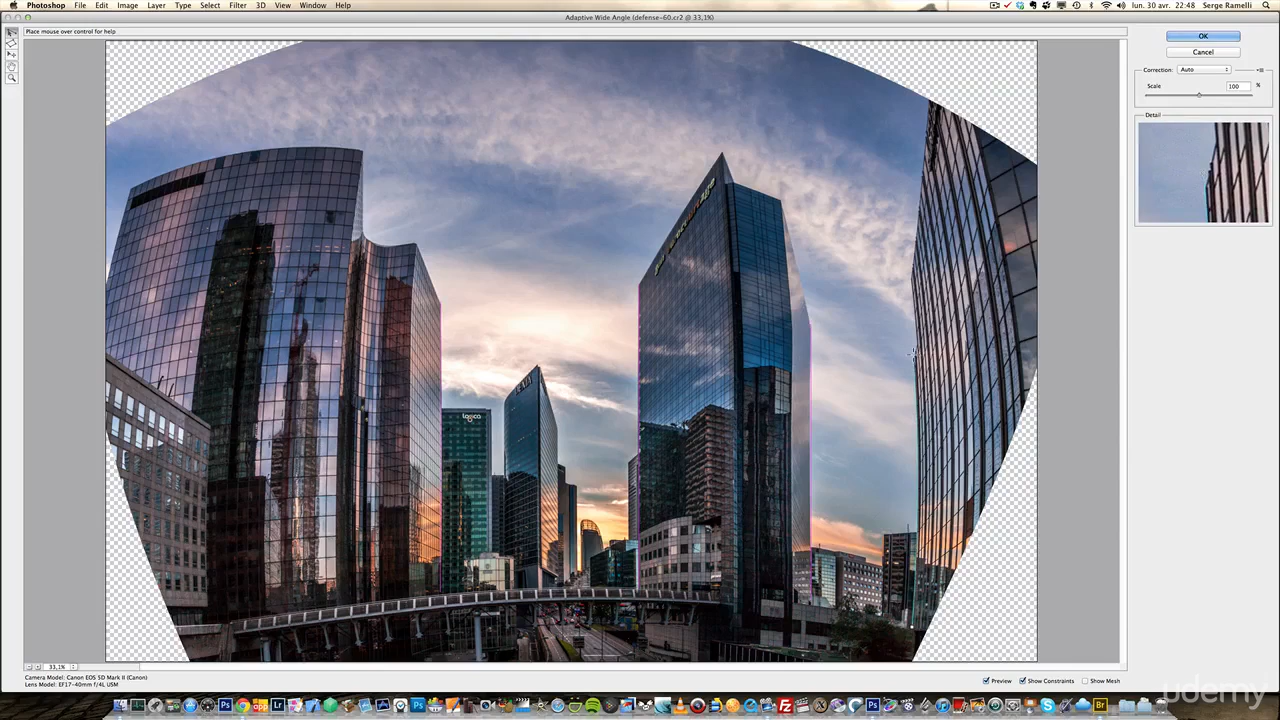 Photoshop File Edit Image Layer Type Select Filter 3D View Window Help
lun. 30 avr. 22:48 Serge Ramelli
Adaptive Wide Angle (defense-60.cr2 @ 33,1%)
Place mouse over control for help
OK
Cancel
Correction: Auto
Scale 100 %
Detail
logica
33,1%
Camera Model: Canon EOS 5D Mark II (Canon)
Lens Model: EF17-40mm f/4L USM
Preview Show Constraints Show Mesh
udemy